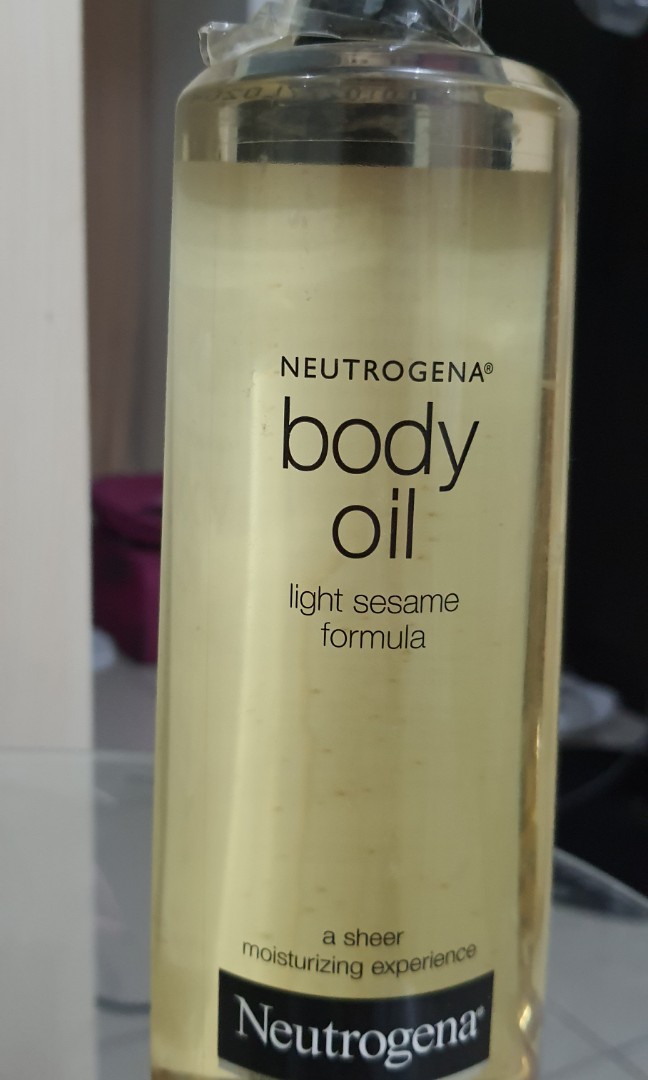 NEUTROGENA®
body
oil
light sesame
formula
a sheer
moisturizing experience
Neutrogena®